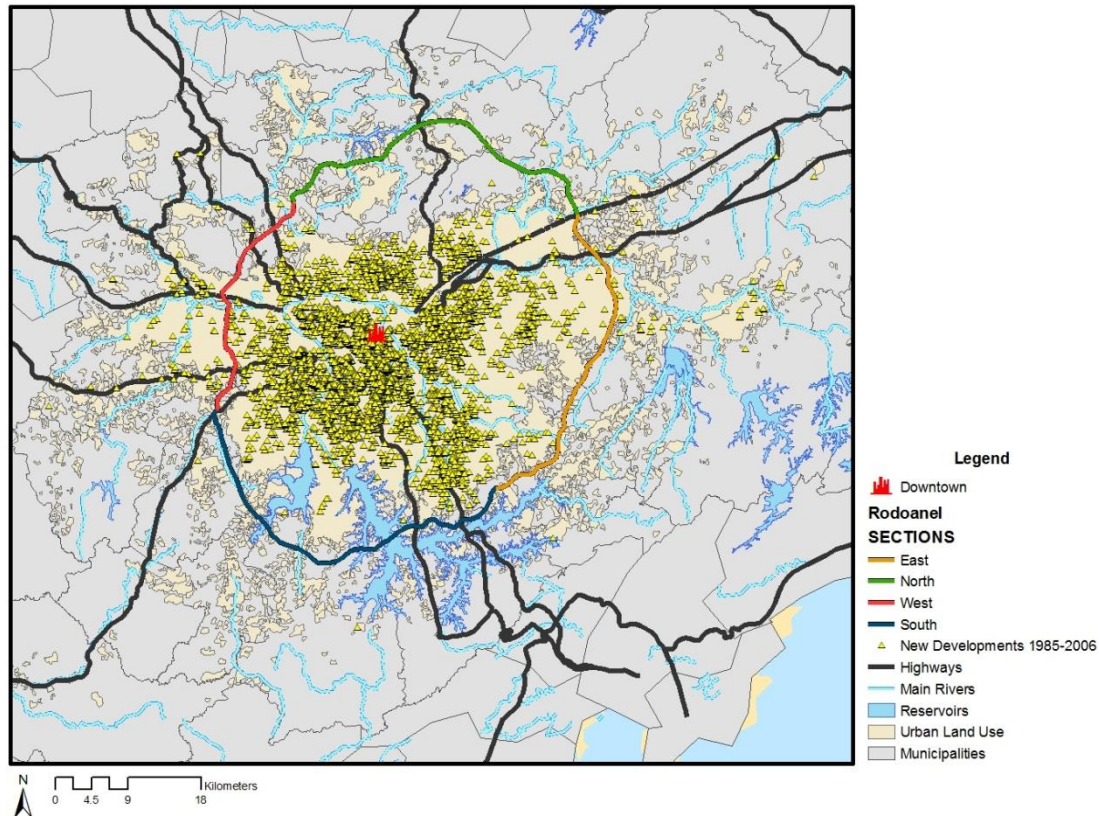 Legend
Downtown
Rodoanel
SECTIONS
East
North
West
South
New Developments 1985-2006
Highways
Main Rivers
Reservoirs
Urban Land Use
Municipalities
N
Kilometers
0 4.5 9 18